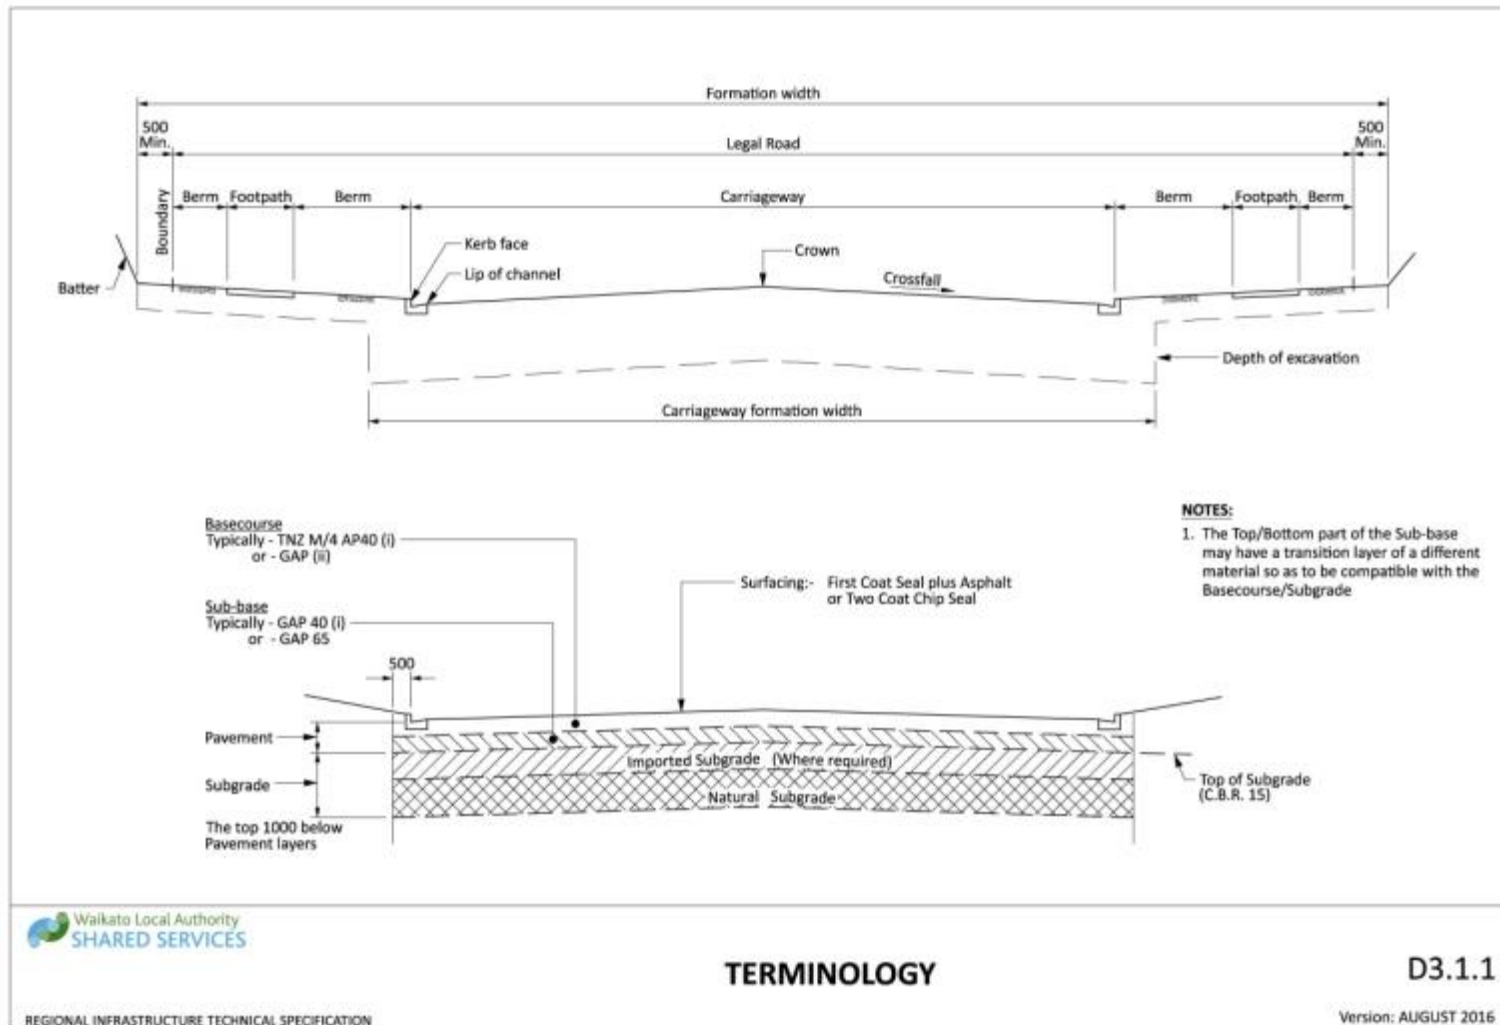 Formation width
500
Min.
Legal Road
500
Min.
Boundary
Berm
Footpath
Berm
Carriageway
Berm
Footpath
Berm
Kerb face
Lip of channel
Crown
Crossfall
Batter
Depth of excavation
Carriageway formation width
Basecourse
Typically - TNZ M/4 AP40 (i)
or - GAP (ii)
Sub-base
Typically - GAP 40 (i)
or - GAP 65
Surfacing:- First Coat Seal plus Asphalt
or Two Coat Chip Seal
NOTES:
1. The Top/Bottom part of the Sub-base
may have a transition layer of a different
material so as to be compatible with the
Basecourse/Subgrade
500
Pavement
Imported Subgrade (Where required)
Subgrade
Natural Subgrade
Top of Subgrade
(C.B.R. 15)
The top 1000 below
Pavement layers
Waikato Local Authority
SHARED SERVICES
TERMINOLOGY
D3.1.1
REGIONAL INFRASTRUCTURE TECHNICAL SPECIFICATION
Version: AUGUST 2016